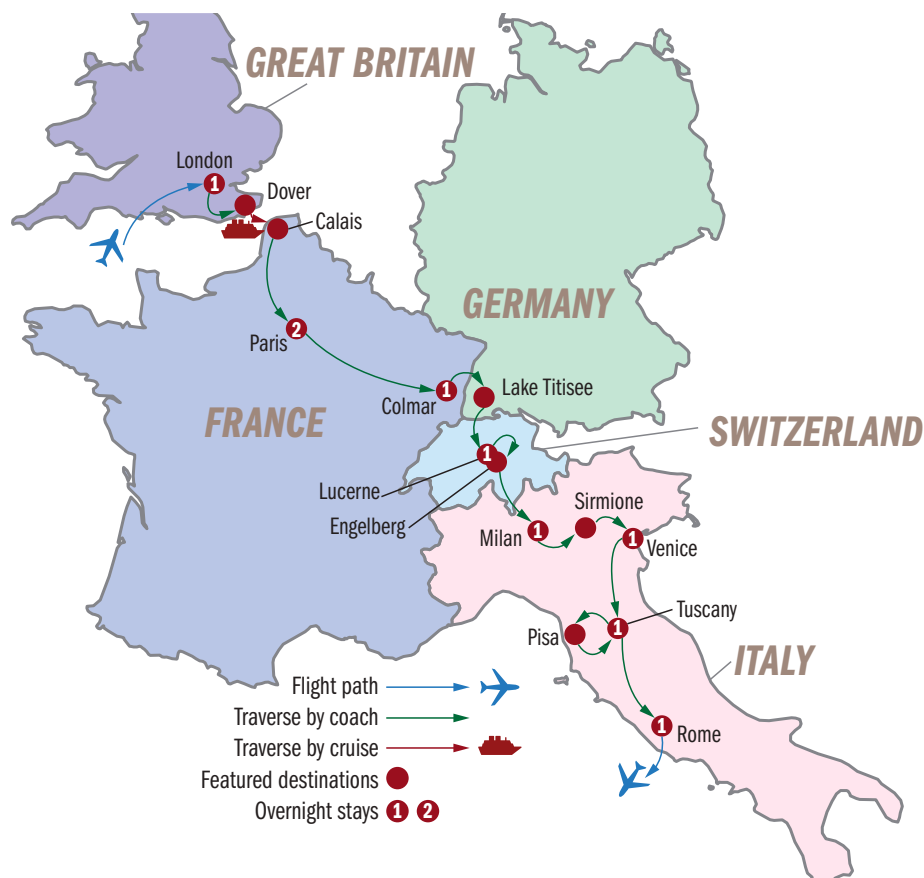 GREAT BRITAIN
London
1
Dover
Calais
GERMANY
Paris
2
1
Colmar
Lake Titisee
FRANCE
SWITZERLAND
1
Lucerne
Engelberg
Sirmione
Milan
1
1
Venice
Tuscany
1
Pisa
ITALY
Flight path
Traverse by coach
1
Rome
Traverse by cruise
Featured destinations
Overnight stays 1 2